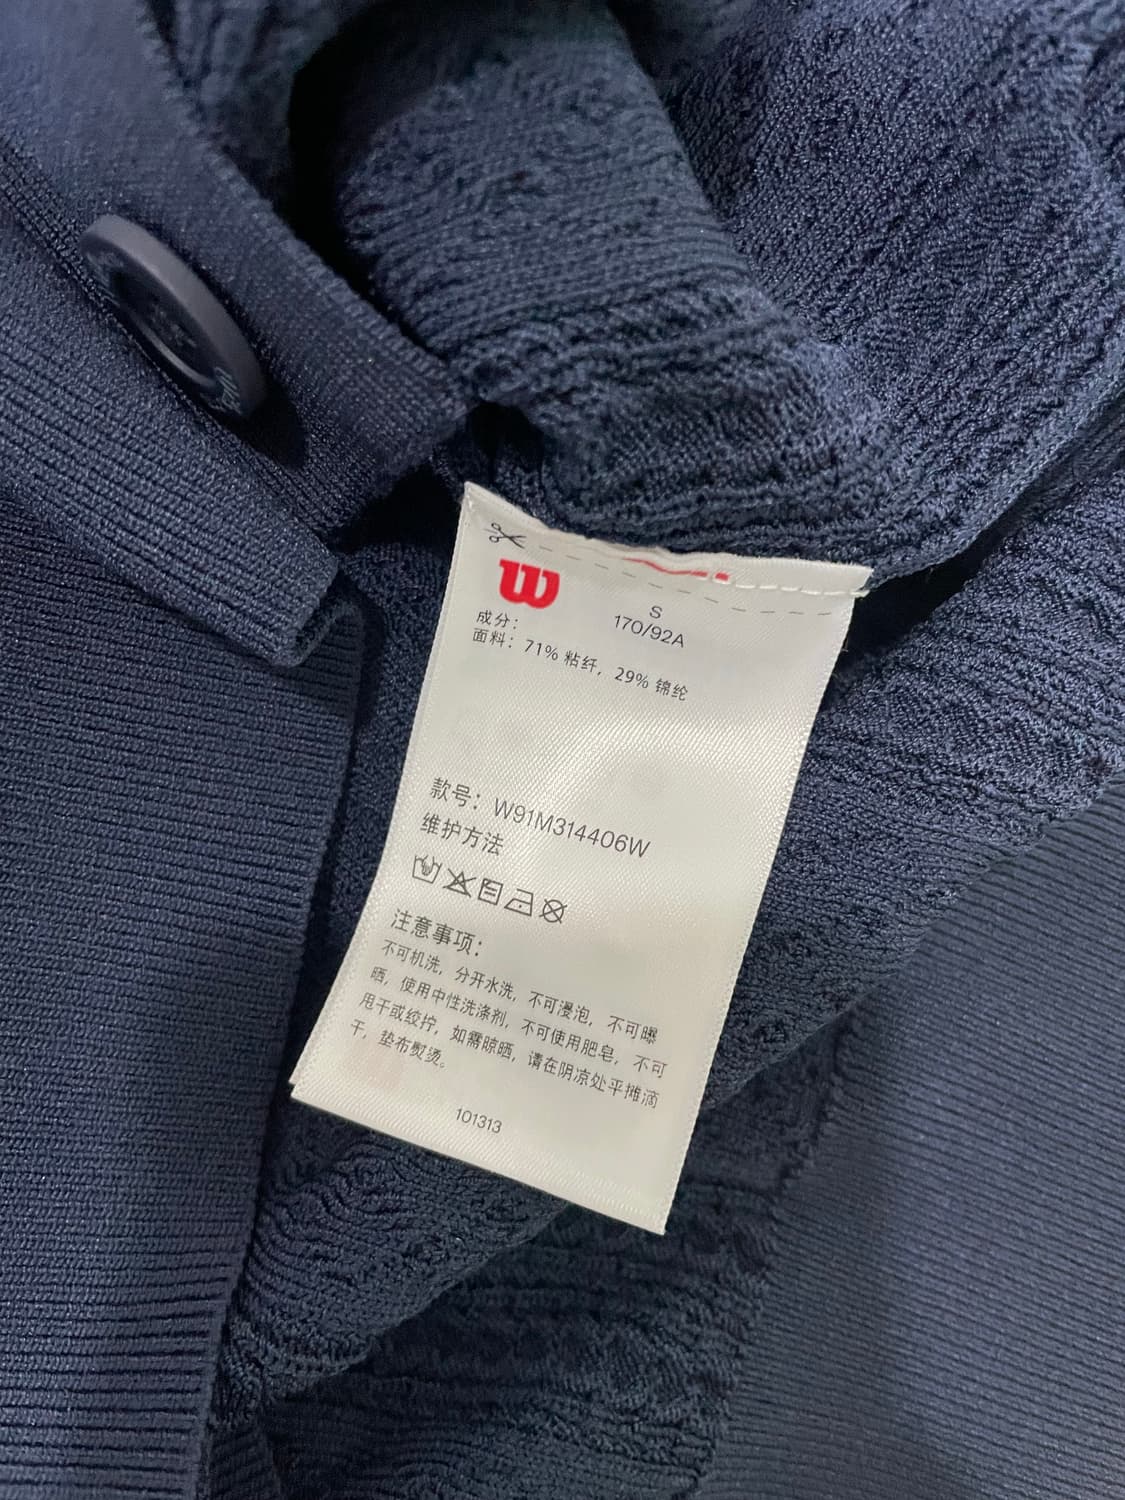 W
S
170/92A
成分：
面料：71% 粘纤，29% 锦纶
款号：W91M314406W
维护方法
注意事项：
不可机洗，分开水洗，不可浸泡，不可曝
晒，使用中性洗涤剂，不可使用肥皂，不可
甩干或绞拧，如需晾晒，请在阴凉处平摊滴
干，垫布熨烫。
101313